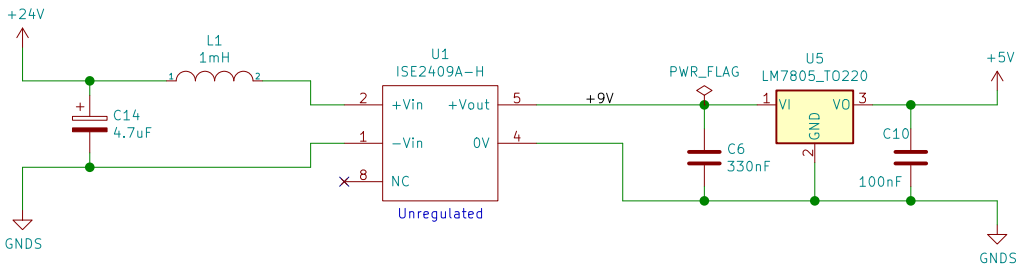 +24V
L1
1mH
1
2
+
C14
4.7uF
GNDS
U1
ISE2409A-H
2
+Vin
+Vout
5
1
-Vin
0V
4
8
NC
Unregulated
+9V
PWR_FLAG
C6
330nF
U5
LM7805_TO220
1
VI
VO
3
GND
2
C10
100nF
+5V
GNDS